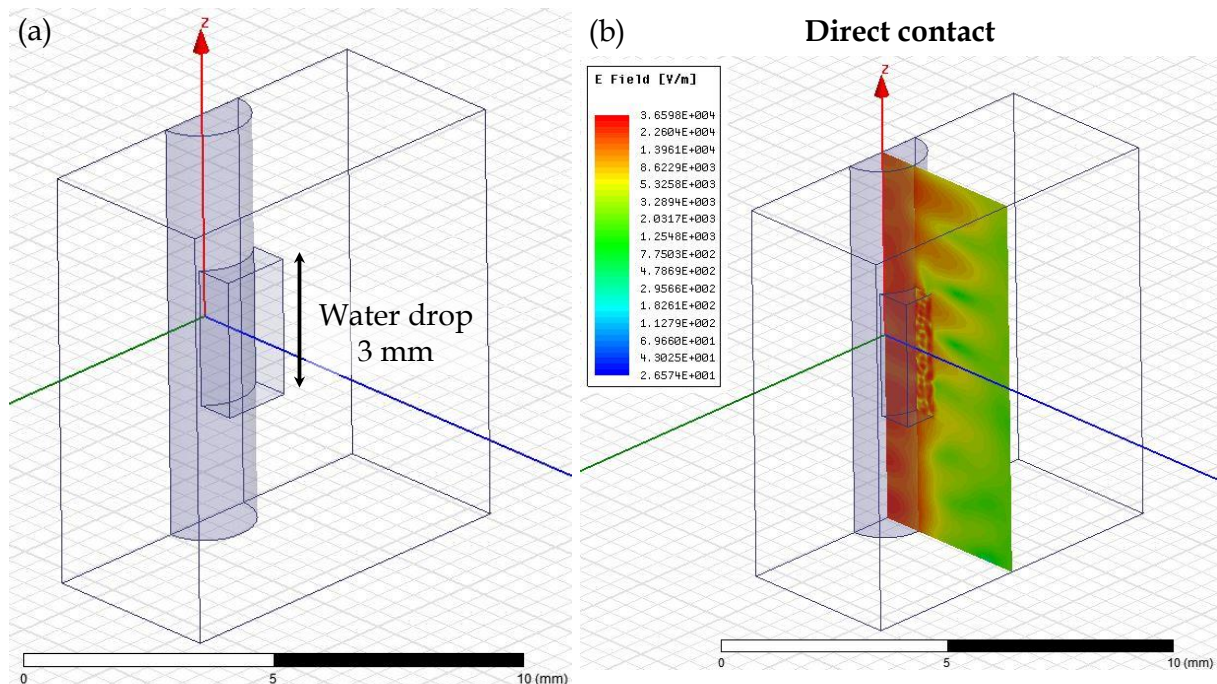 (a)
z
Water drop
3 mm
0
5
10 (mm)
(b)
Direct contact
E Field [V/m]
3.6598E+004
2.2604E+004
1.3961E+004
8.6229E+003
5.3258E+003
3.2894E+003
2.0317E+003
1.2548E+003
7.7503E+002
4.7869E+002
2.9566E+002
1.8261E+002
1.1279E+002
6.9660E+001
4.3025E+001
2.6574E+001
z
0
5
10 (mm)